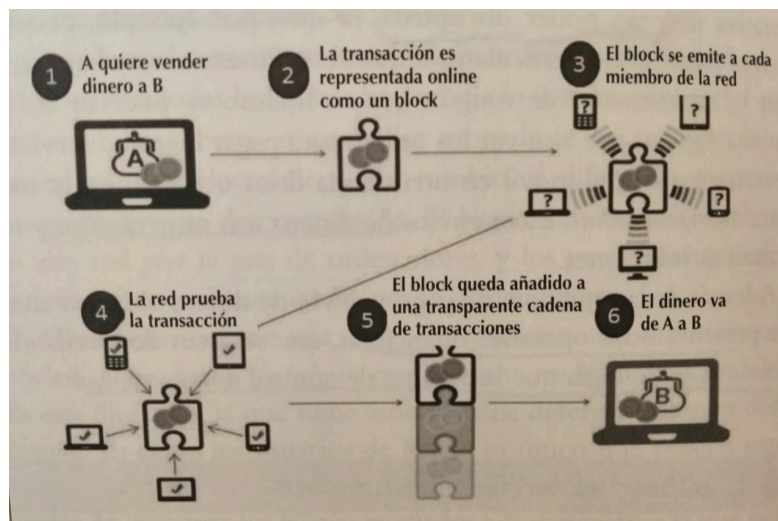 1
A quiere vender
dinero a B
A
2
La transacción es
representada online
como un block
3
El block se emite a cada
miembro de la red
?
?
?
?
?
4
La red prueba
la transacción
5
El block queda añadido a
una transparente cadena
de transacciones
6
El dinero va
de A a B
B